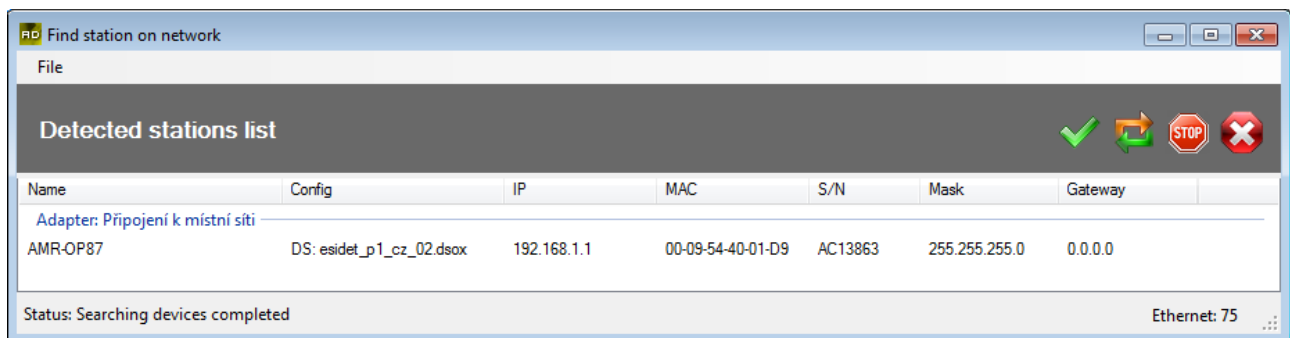 RD Find station on network
File
Detected stations list
STOP
Name Config IP MAC S/N Mask Gateway
Adapter: Připojení k místní síti
AMR-OP87 DS: esidet_p1_cz_02.dsox 192.168.1.1 00-09-54-40-01-D9 AC13863 255.255.255.0 0.0.0.0
Status: Searching devices completed Ethernet: 75